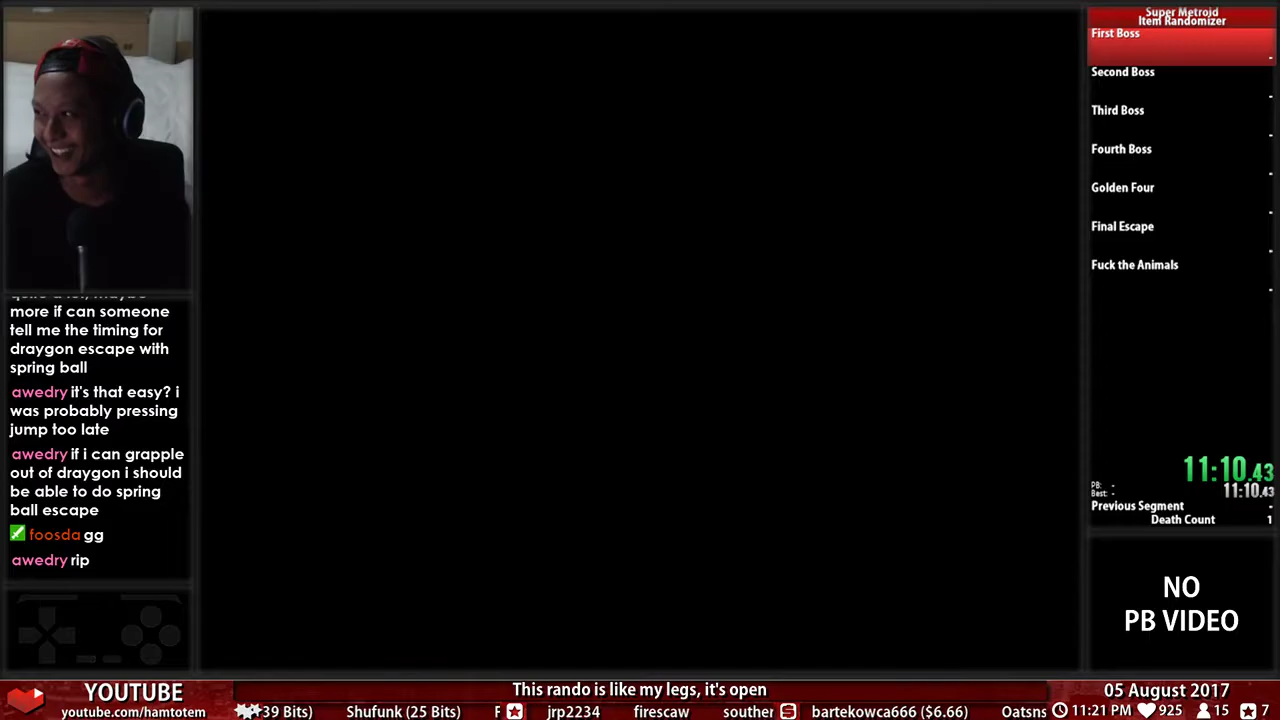 more if can someone
tell me the timing for
draygon escape with
spring ball
awedry it's that easy? i
was probably pressing
jump too late
awedry if i can grapple
out of draygon i should
be able to do spring
ball escape
foosda gg
awedry rip
Super Metroid
Item Randomizer
First Boss
-
Second Boss
-
Third Boss
-
Fourth Boss
-
Golden Four
-
Final Escape
-
Fuck the Animals
-
11:10.43
PB: -
Best: -
11:10.43
Previous Segment -
Death Count 1
NO
PB VIDEO
YOUTUBE
youtube.com/hamtotem
This rando is like my legs, it's open
39 Bits) Shufunk (25 Bits) F jrp2234 firescaw souther bartekowca666 ($6.66) Oatsns
05 August 2017
11:21 PM 925 15 7